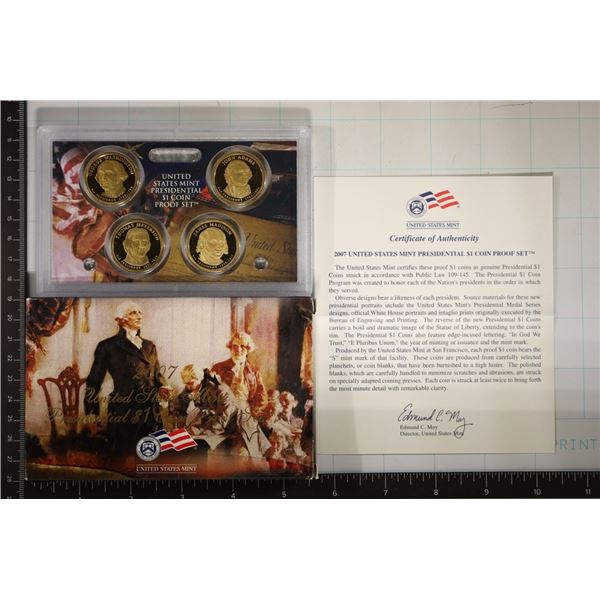 GEORGE WASHINGTON
JOHN ADAMS
UNITED
STATES MINT
PRESIDENTIAL
$1 COIN
PROOF SET™
THOMAS JEFFERSON
JAMES MADISON
United
2007
United States Mint
Presidential $1 Coin
UNITED STATES MINT
UNITED STATES MINT
Certificate of Authenticity
2007 UNITED STATES MINT PRESIDENTIAL $1 COIN PROOF SET™
The United States Mint certifies these proof $1 coins as genuine Presidential $1
Coins struck in accordance with Public Law 109-145. The Presidential $1 Coin
Program was created to honor each of the Nation's presidents in the order in which
they served.
Obverse designs bear a likeness of each president. Source materials for these new
presidential portraits include the United States Mint's Presidential Medal Series
designs, official White House portraits and intaglio prints originally executed by the
Bureau of Engraving and Printing. The reverse of the new Presidential $1 Coins
carries a bold and dramatic image of the Statue of Liberty, extending to the coin's
rim. The Presidential $1 Coins also feature edge-incused lettering, "In God We
Trust," "E Pluribus Unum," the year of minting or issuance and the mint mark.
Produced by the United States Mint at San Francisco, each proof $1 coin bears the
"S" mint mark of that facility. These coins are produced from carefully selected
planchets, or coin blanks, that have been burnished to a high luster. The polished
blanks, which are carefully handled to minimize scratches and abrasions, are struck
on specially adapted coining presses. Each coin is struck at least twice to bring forth
the most minute detail with remarkable clarity.
Edmund C. Moy
Edmund C. Moy
Director, United States Mint
PRINT
1 2 3 4 5 6 7 8 9 10 11